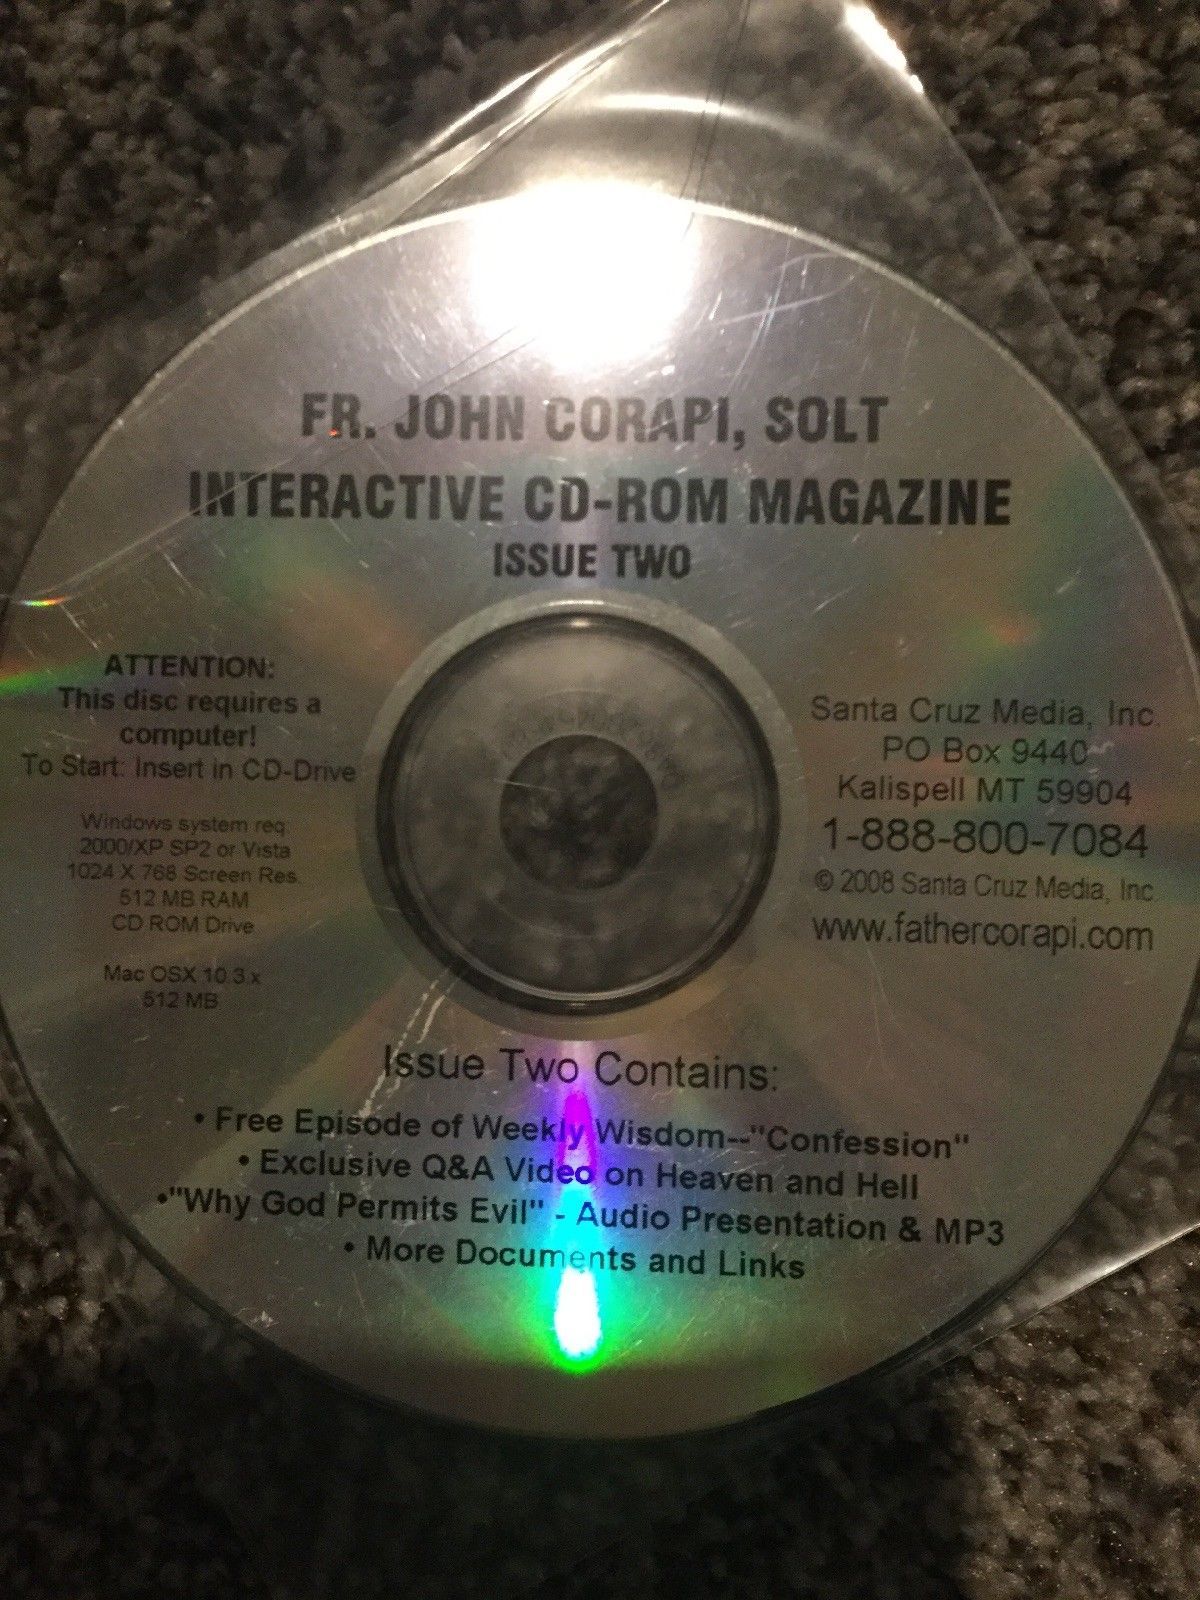 FR. JOHN CORAPI, SOLT
INTERACTIVE CD-ROM MAGAZINE
ISSUE TWO
ATTENTION:
This disc requires a
computer!
To Start: Insert in CD-Drive
Windows system req.
2000/XP SP2 or Vista
1024 X 768 Screen Res.
512 MB RAM
CD ROM Drive
Mac OSX 10.3.x
512 MB
Santa Cruz Media, Inc.
PO Box 9440
Kalispell MT 59904
1-888-800-7084
© 2008 Santa Cruz Media, Inc.
www.fathercorapi.com
Issue Two Contains:
• Free Episode of Weekly Wisdom--"Confession"
• Exclusive Q&A Video on Heaven and Hell
•"Why God Permits Evil" - Audio Presentation & MP3
• More Documents and Links